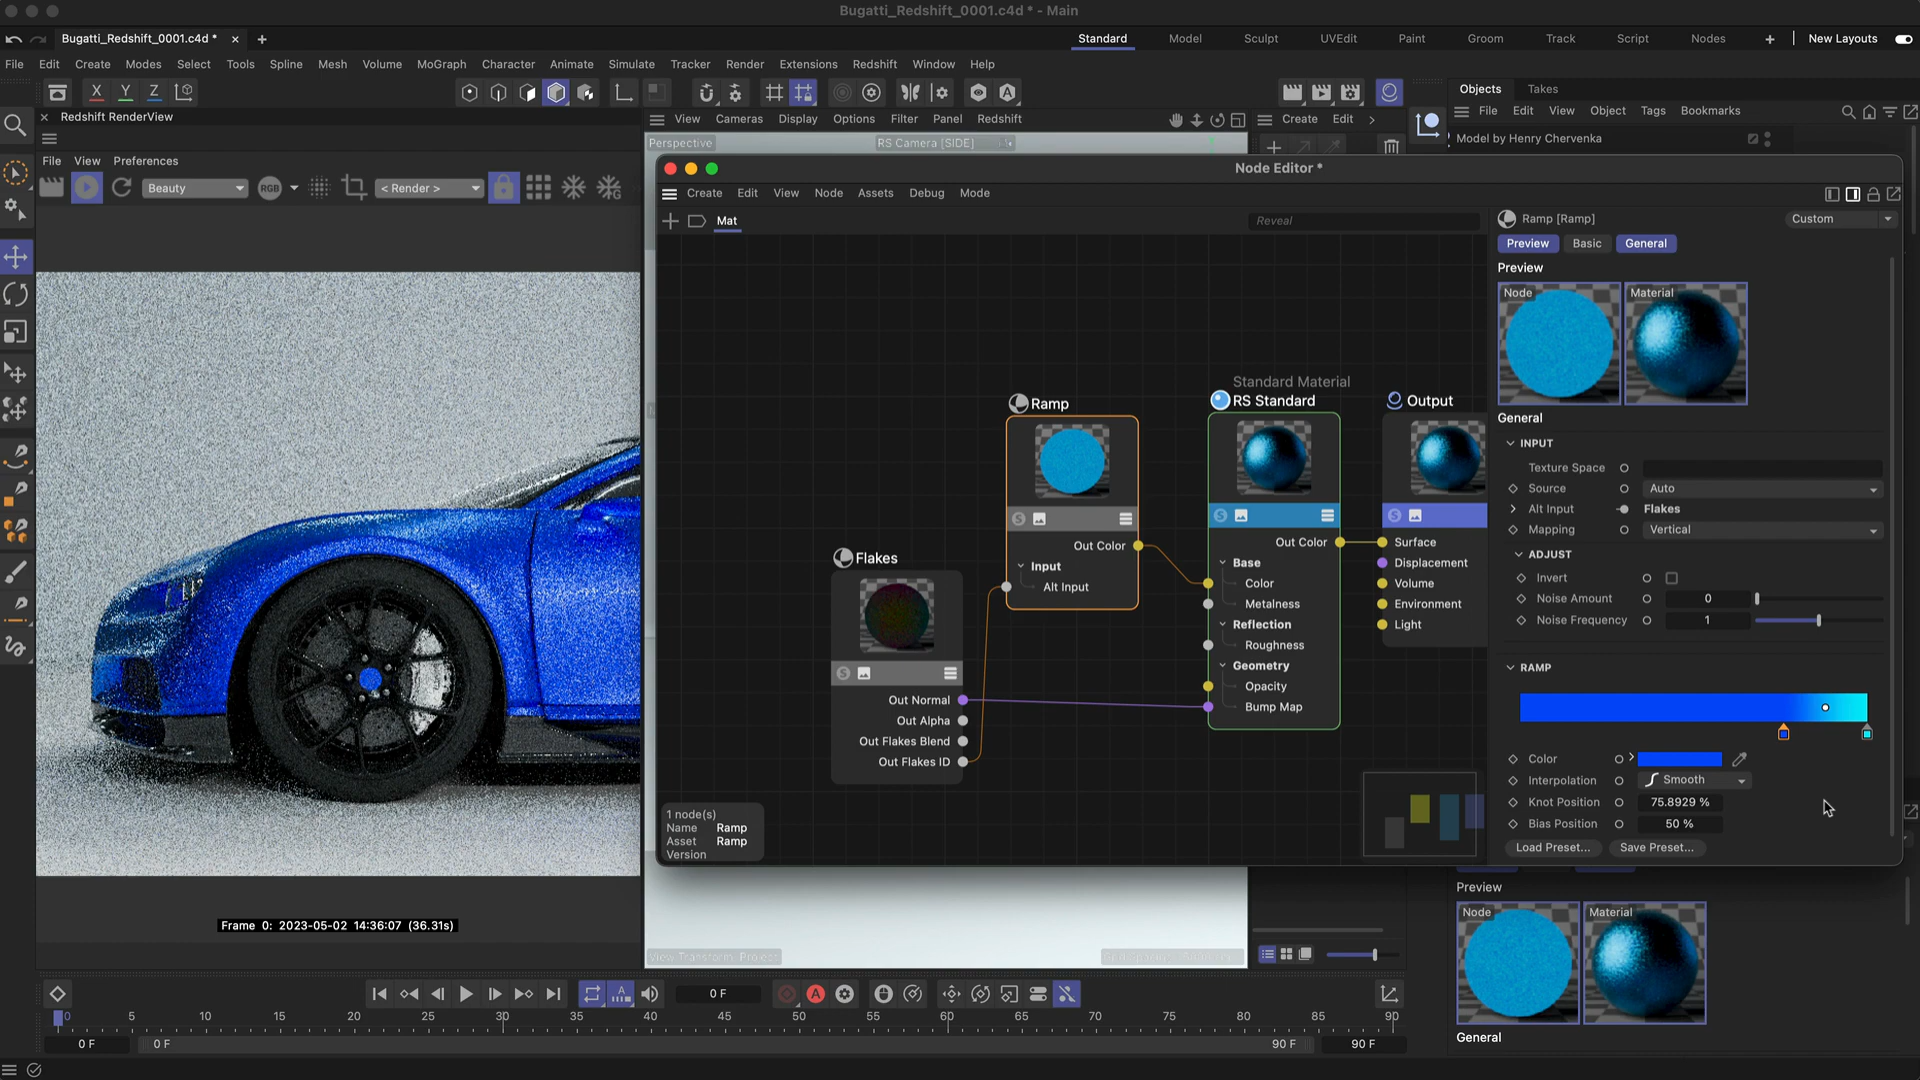 Bugatti_Redshift_0001.c4d * - Main
Bugatti_Redshift_0001.c4d *
Standard Model Sculpt UVEdit Paint Groom Track Script Nodes New Layouts
File Edit Create Modes Select Tools Spline Mesh Volume MoGraph Character Animate Simulate Tracker Render Extensions Redshift Window Help
X Y Z
Objects Takes
Redshift RenderView
View Cameras Display Options Filter Panel Redshift
Create Edit
File Edit View Object Tags Bookmarks
Perspective
RS Camera [SIDE]
Model by Henry Chervenka
File View Preferences
Beauty
RGB
< Render >
Node Editor *
Create Edit View Node Assets Debug Mode
Mat
Reveal
Ramp [Ramp]
Custom
Preview Basic General
Preview
Node
Material
General
INPUT
Texture Space
Source Auto
Alt Input Flakes
Mapping Vertical
ADJUST
Invert
Noise Amount 0
Noise Frequency 1
RAMP
Color
Interpolation Smooth
Knot Position 75.8929 %
Bias Position 50 %
Load Preset... Save Preset...
Flakes
Out Normal
Out Alpha
Out Flakes Blend
Out Flakes ID
Ramp
Out Color
Input
Alt Input
Standard Material
RS Standard
Out Color
Base
Color
Metalness
Reflection
Roughness
Geometry
Opacity
Bump Map
Output
Surface
Displacement
Volume
Environment
Light
1 node(s)
Name Ramp
Asset Ramp
Version
Frame 0: 2023-05-02 14:36:07 (36.31s)
View Transform: Project
Preview
Node
Material
General
0 F
0 5 10 15 20 25 30 35 40 45 50 55 60 65 70 75 80 85 90
0 F 0 F 90 F 90 F